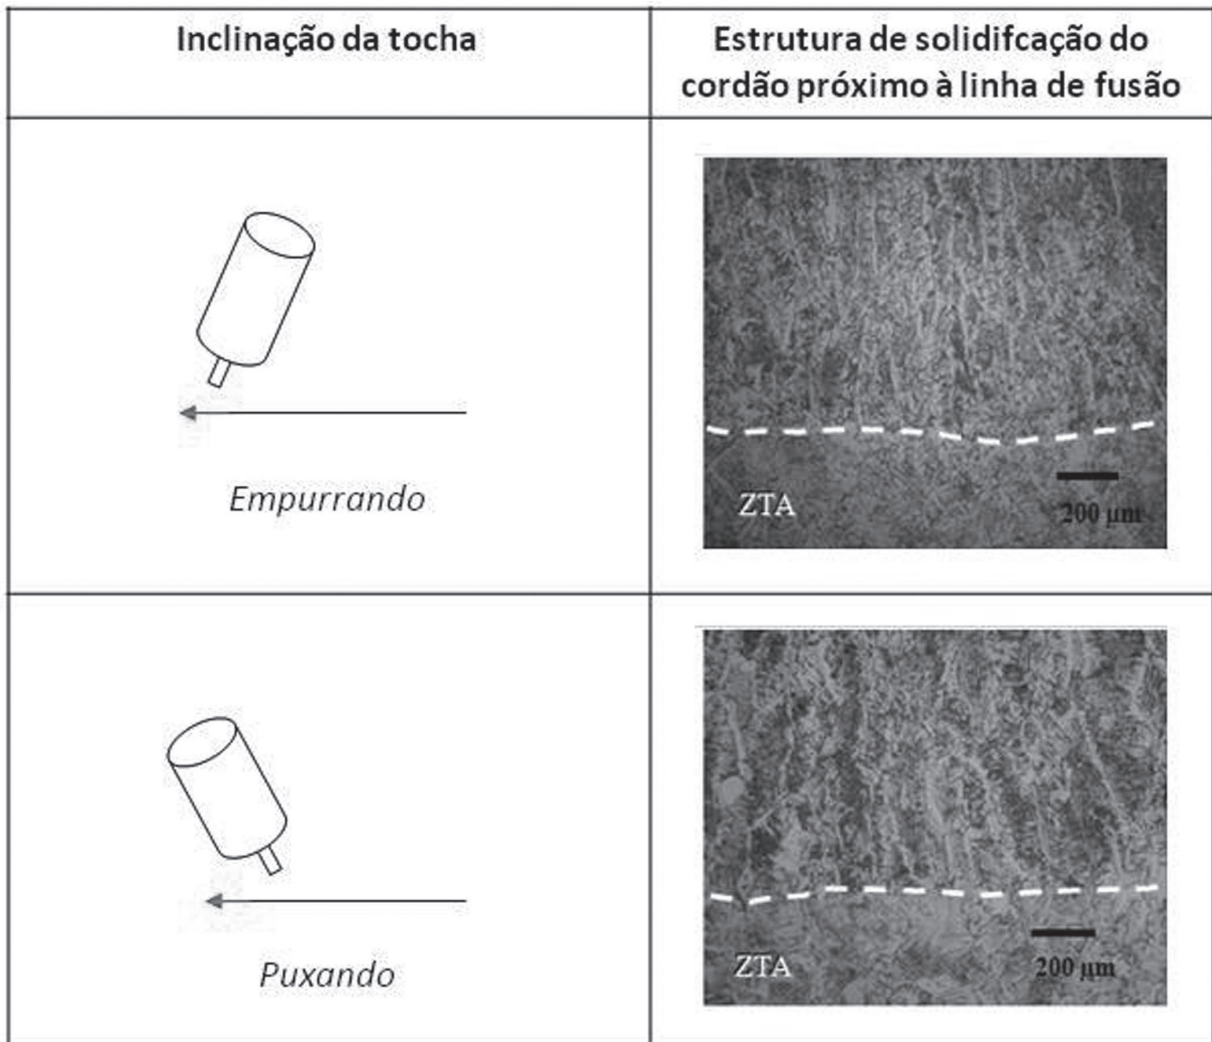 Inclinação da tocha
Estrutura de solidifcação do
cordão próximo à linha de fusão
Empurrando
ZTA
200 µm
Puxando
ZTA
200 µm